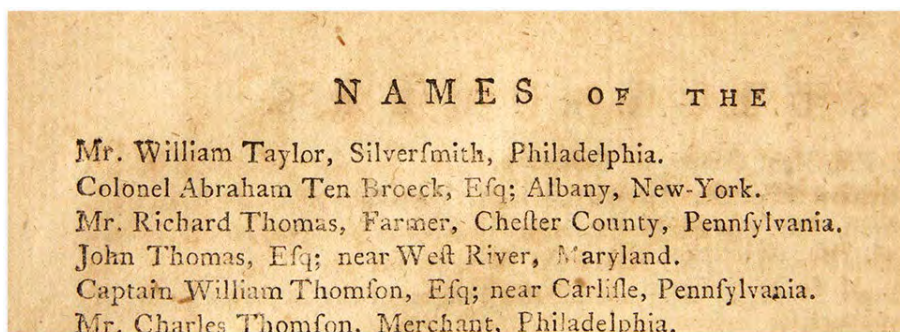 NAMES OF THE
Mr. William Taylor, Silverſmith, Philadelphia.
Colonel Abraham Ten Broeck, Eſq; Albany, New-York.
Mr. Richard Thomas, Farmer, Cheſter County, Pennſylvania.
John Thomas, Eſq; near Weſt River, Maryland.
Captain William Thomſon, Eſq; near Carliſle, Pennſylvania.
Mr. Charles Thomſon, Merchant, Philadelphia.